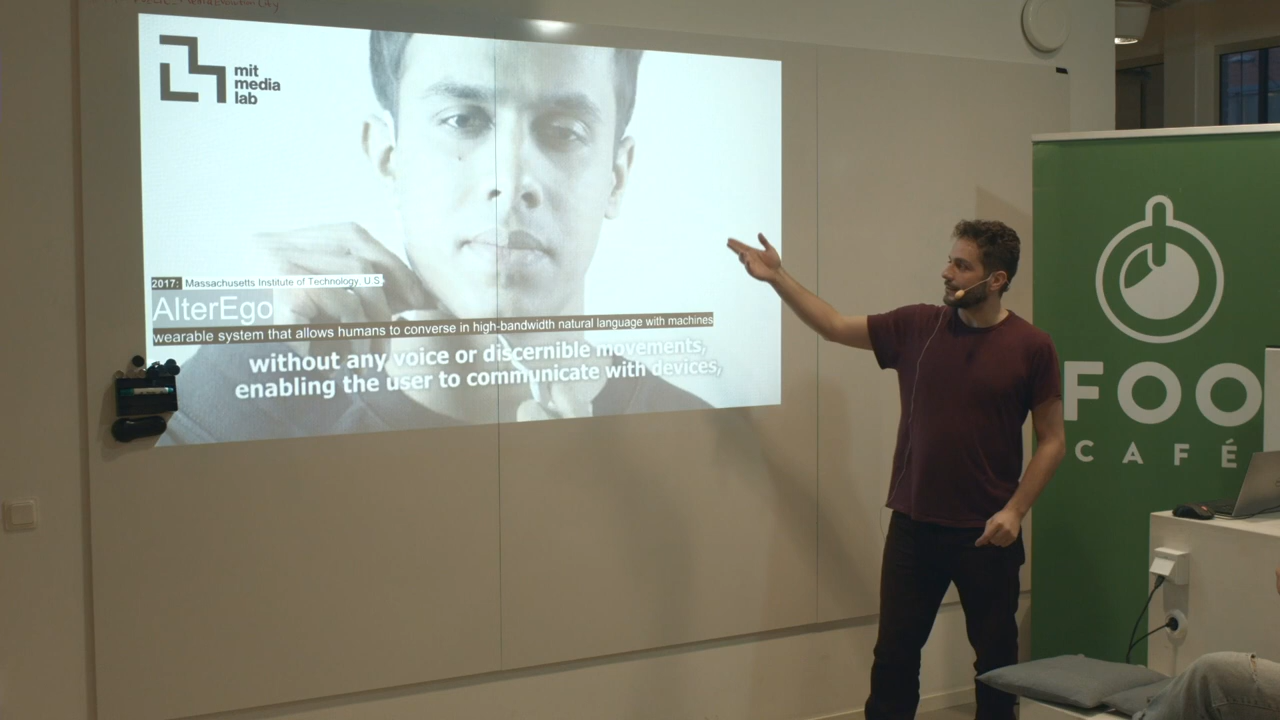 mit
media
lab
2017: Massachusetts Institute of Technology, U.S.
AlterEgo
wearable system that allows humans to converse in high-bandwidth natural language with machines
without any voice or discernible movements,
enabling the user to communicate with devices,
FOO
CAFÉ